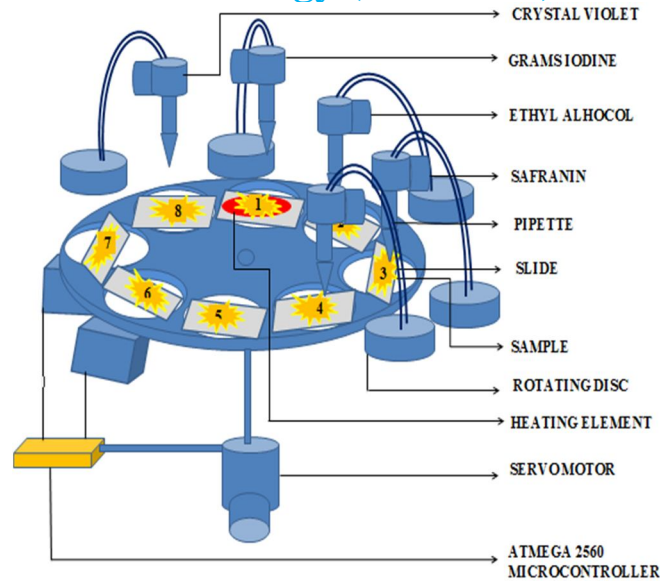 CRYSTAL VIOLET
GRAMS IODINE
ETHYL ALHOCOL
SAFRANIN
PIPETTE
SLIDE
SAMPLE
ROTATING DISC
HEATING ELEMENT
SERVOMOTOR
ATMEGA 2560
MICROCONTROLLER
1
2
3
4
5
6
7
8